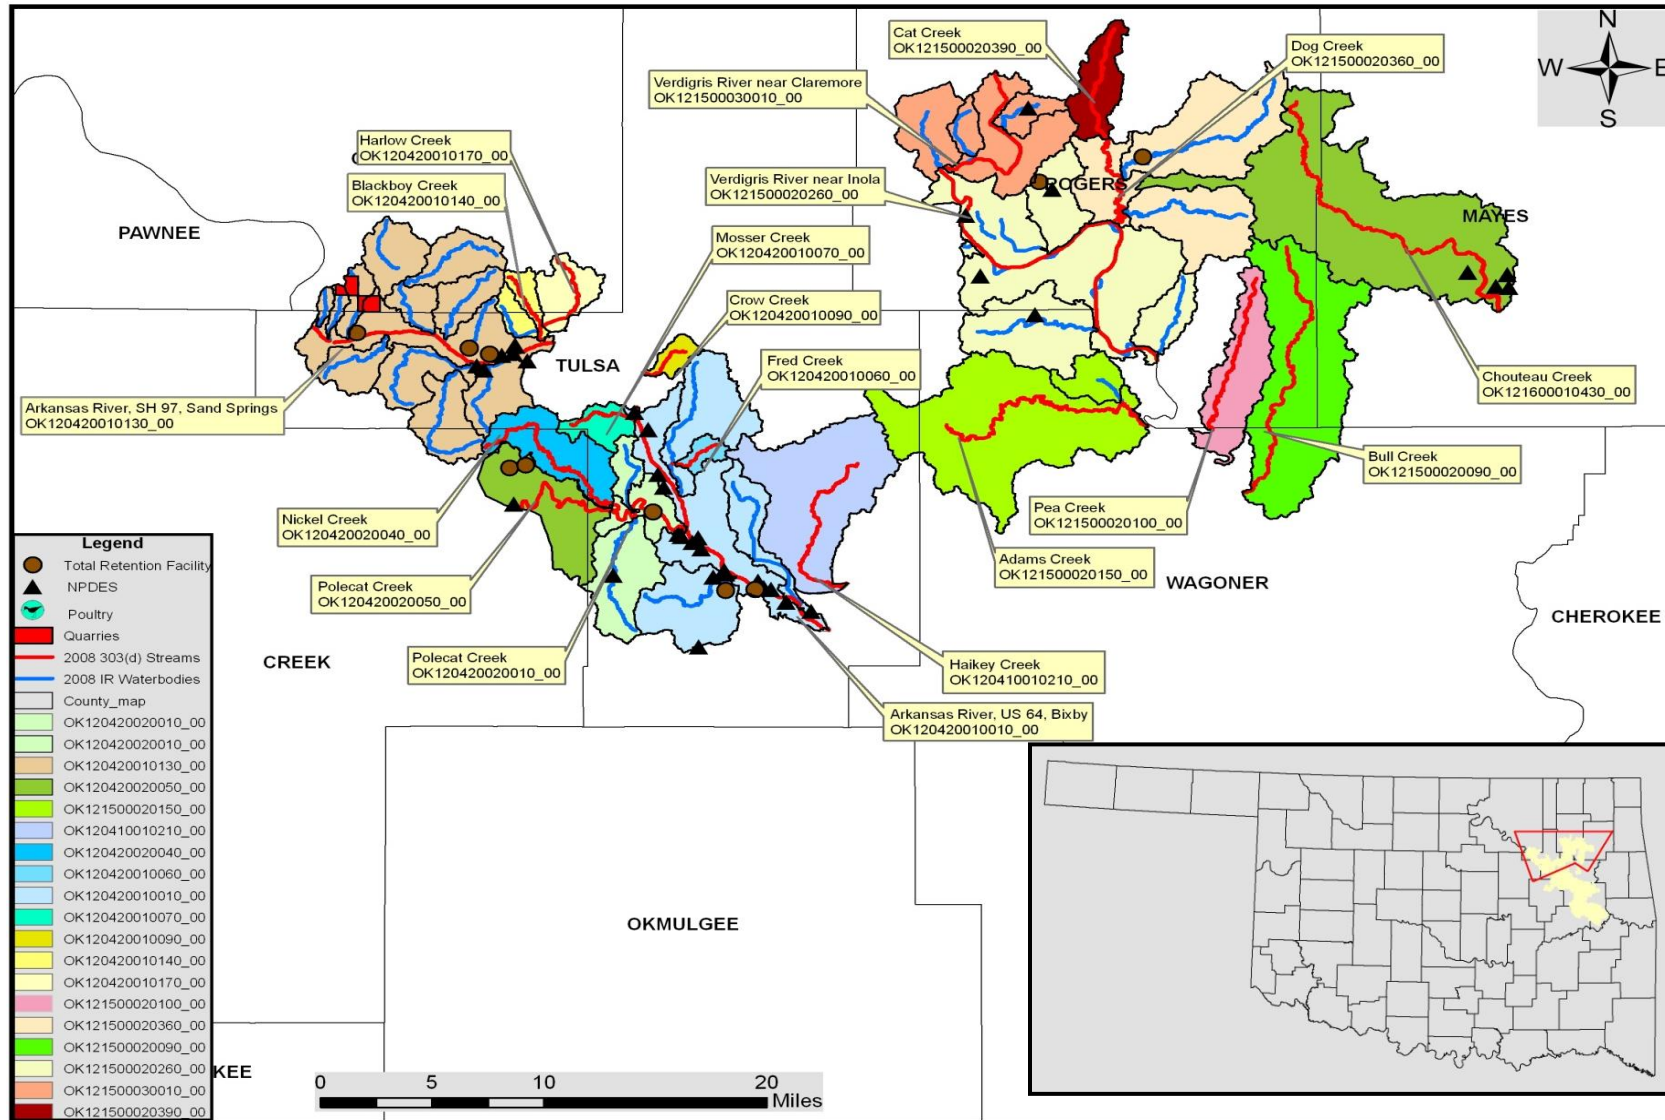 N
W E
S
Cat Creek
OK121500020390_00
Dog Creek
OK121500020360_00
Verdigris River near Claremore
OK121500030010_00
Harlow Creek
OK120420010170_00
Blackboy Creek
OK120420010140_00
Verdigris River near Inola
OK121500020260_00
ROGERS
MAYES
PAWNEE
Mosser Creek
OK120420010070_00
Crow Creek
OK120420010090_00
TULSA
Fred Creek
OK120420010060_00
Chouteau Creek
OK121600010430_00
Arkansas River, SH 97, Sand Springs
OK120420010130_00
Bull Creek
OK121500020090_00
Pea Creek
OK121500020100_00
Nickel Creek
OK120420020040_00
Adams Creek
OK121500020150_00
WAGONER
Polecat Creek
OK120420020050_00
CHEROKEE
CREEK
Polecat Creek
OK120420020010_00
Haikey Creek
OK120410010210_00
Arkansas River, US 64, Bixby
OK120420010010_00
OKMULGEE
KEE
Legend
Total Retention Facility
NPDES
Poultry
Quarries
2008 303(d) Streams
2008 IR Waterbodies
County_map
OK120420020010_00
OK120420020010_00
OK120420010130_00
OK120420020050_00
OK121500020150_00
OK120410010210_00
OK120420020040_00
OK120420010060_00
OK120420010010_00
OK120420010070_00
OK120420010090_00
OK120420010140_00
OK120420010170_00
OK121500020100_00
OK121500020360_00
OK121500020090_00
OK121500020260_00
OK121500030010_00
OK121500020390_00
0 5 10 20
Miles